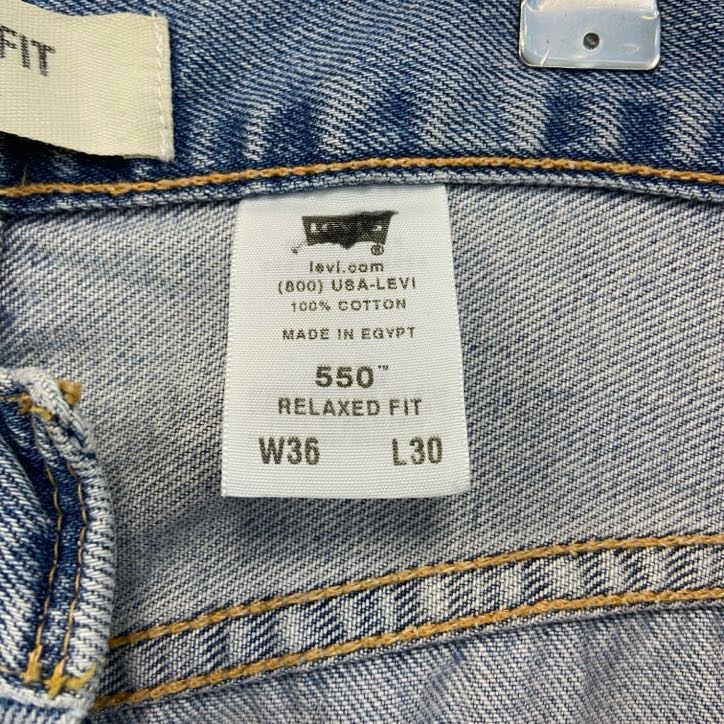 FIT
LEVI'S
®
levi.com
(800) USA-LEVI
100% COTTON
MADE IN EGYPT
550™
RELAXED FIT
W36 L30